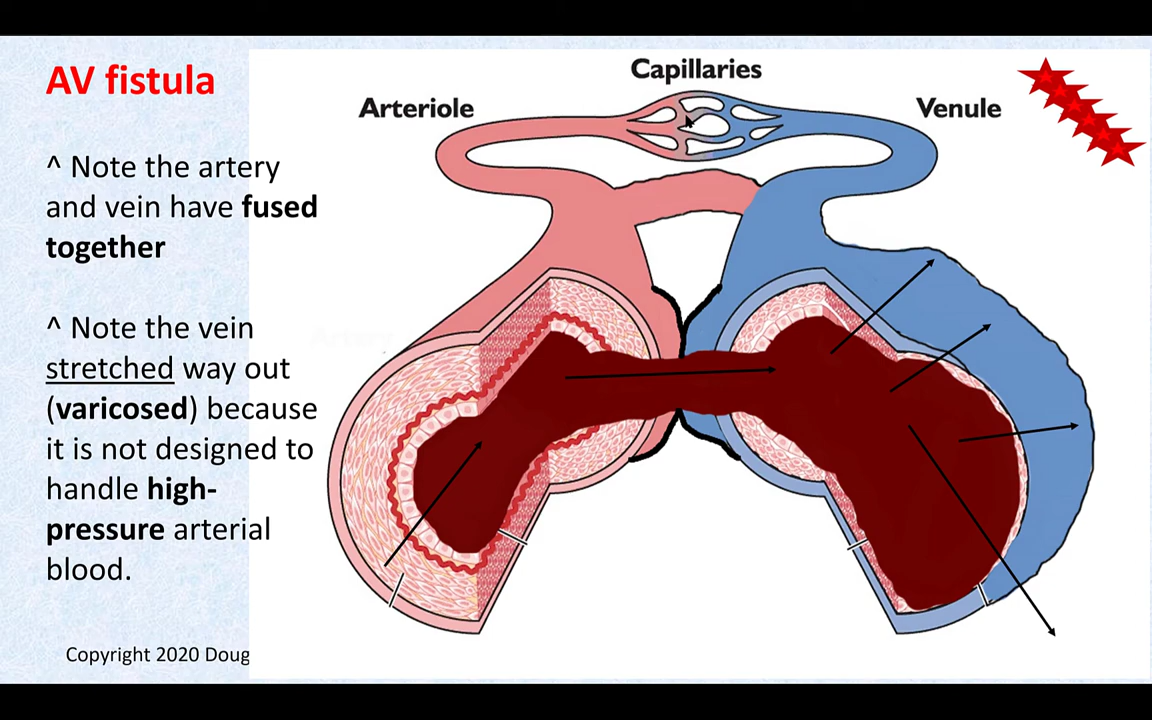 AV fistula
^ Note the artery
and vein have fused
together
^ Note the vein
stretched way out
(varicosed) because
it is not designed to
handle high-
pressure arterial
blood.
Copyright 2020 Doug
Capillaries
Arteriole
Venule
Artery